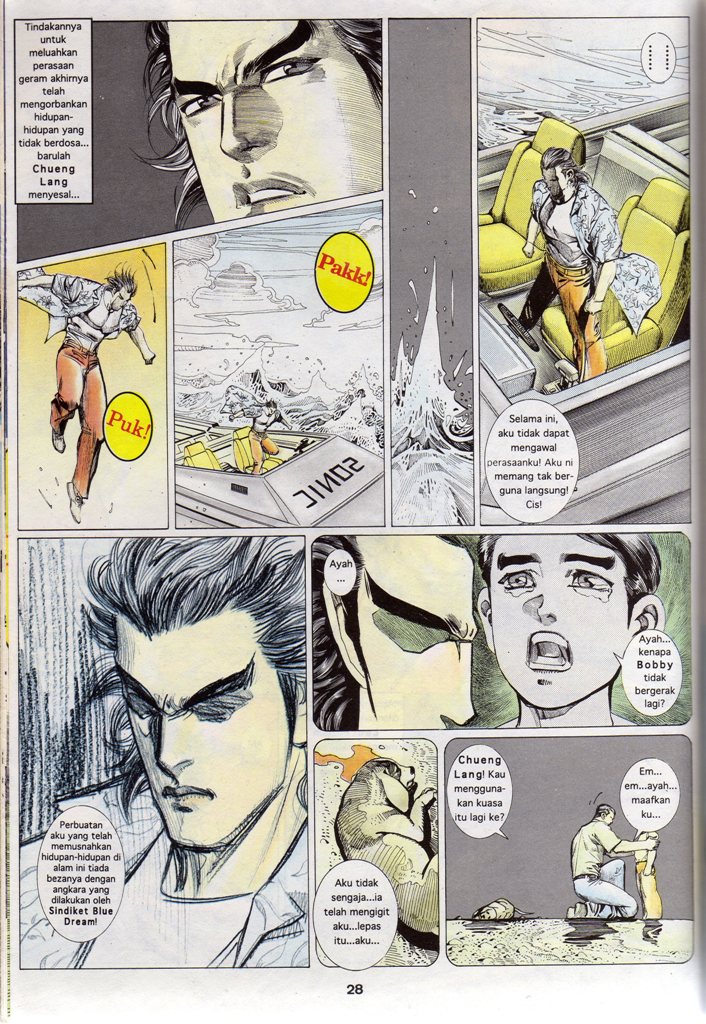 Tindakannya
untuk
meluahkan
perasaan
geram akhirnya
telah
mengorbankan
hidupan-
hidupan yang
tidak berdosa...
barulah
Chueng
Lang
menyesal...
Puk!
Pakk!
SONIC
Selama ini,
aku tidak dapat
mengawal
perasaanku! Aku ni
memang tak ber-
guna langsung!
Cis!
Perbuatan
aku yang telah
memusnahkan
hidupan-hidupan di
alam ini tiada
bezanya dengan
angkara yang
dilakukan oleh
Sindiket Blue
Dream!
Ayah
...
Ayah...
kenapa
Bobby
tidak
bergerak
lagi?
Aku tidak
sengaja...ia
telah mengigit
aku...lepas
itu...aku...
Chueng
Lang! Kau
mengguna-
kan kuasa
itu lagi ke?
Em...
em...ayah...
maafkan
ku...
28